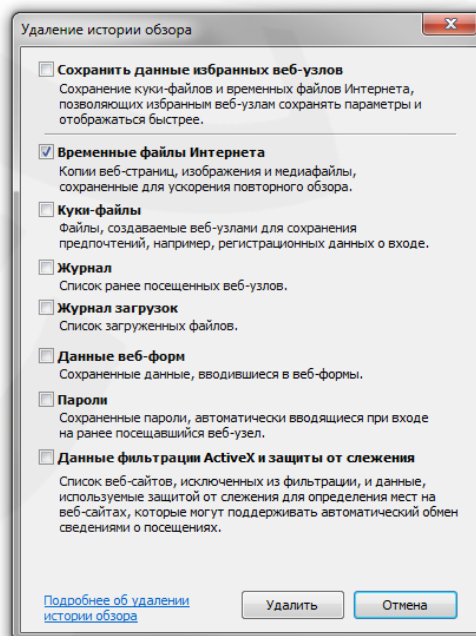 Удаление истории обзора
Сохранить данные избранных веб-узлов
Сохранение куки-файлов и временных файлов Интернета,
позволяющих избранным веб-узлам сохранять параметры и
отображаться быстрее.
Временные файлы Интернета
Копии веб-страниц, изображения и медиафайлы,
сохраненные для ускорения повторного обзора.
Куки-файлы
Файлы, создаваемые веб-узлами для сохранения
предпочтений, например, регистрационных данных о входе.
Журнал
Список ранее посещенных веб-узлов.
Журнал загрузок
Список загруженных файлов.
Данные веб-форм
Сохраненные данные, вводившиеся в веб-формы.
Пароли
Сохраненные пароли, автоматически вводящиеся при входе
на ранее посещавшийся веб-узел.
Данные фильтрации ActiveX и защиты от слежения
Список веб-сайтов, исключенных из фильтрации, и данные,
используемые защитой от слежения для определения мест на
веб-сайтах, которые могут поддерживать автоматический обмен
сведениями о посещениях.
Подробнее об удалении
истории обзора
Удалить
Отмена